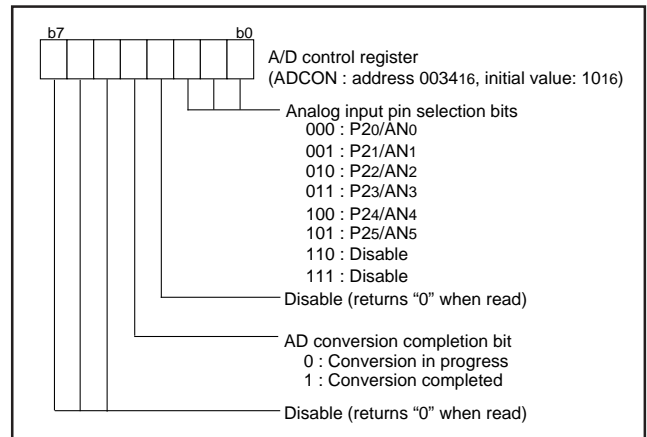 b7 b0
A/D control register
(ADCON : address 003416, initial value: 1016)
Analog input pin selection bits
000 : P20/AN0
001 : P21/AN1
010 : P22/AN2
011 : P23/AN3
100 : P24/AN4
101 : P25/AN5
110 : Disable
111 : Disable
Disable (returns “0” when read)
AD conversion completion bit
0 : Conversion in progress
1 : Conversion completed
Disable (returns “0” when read)